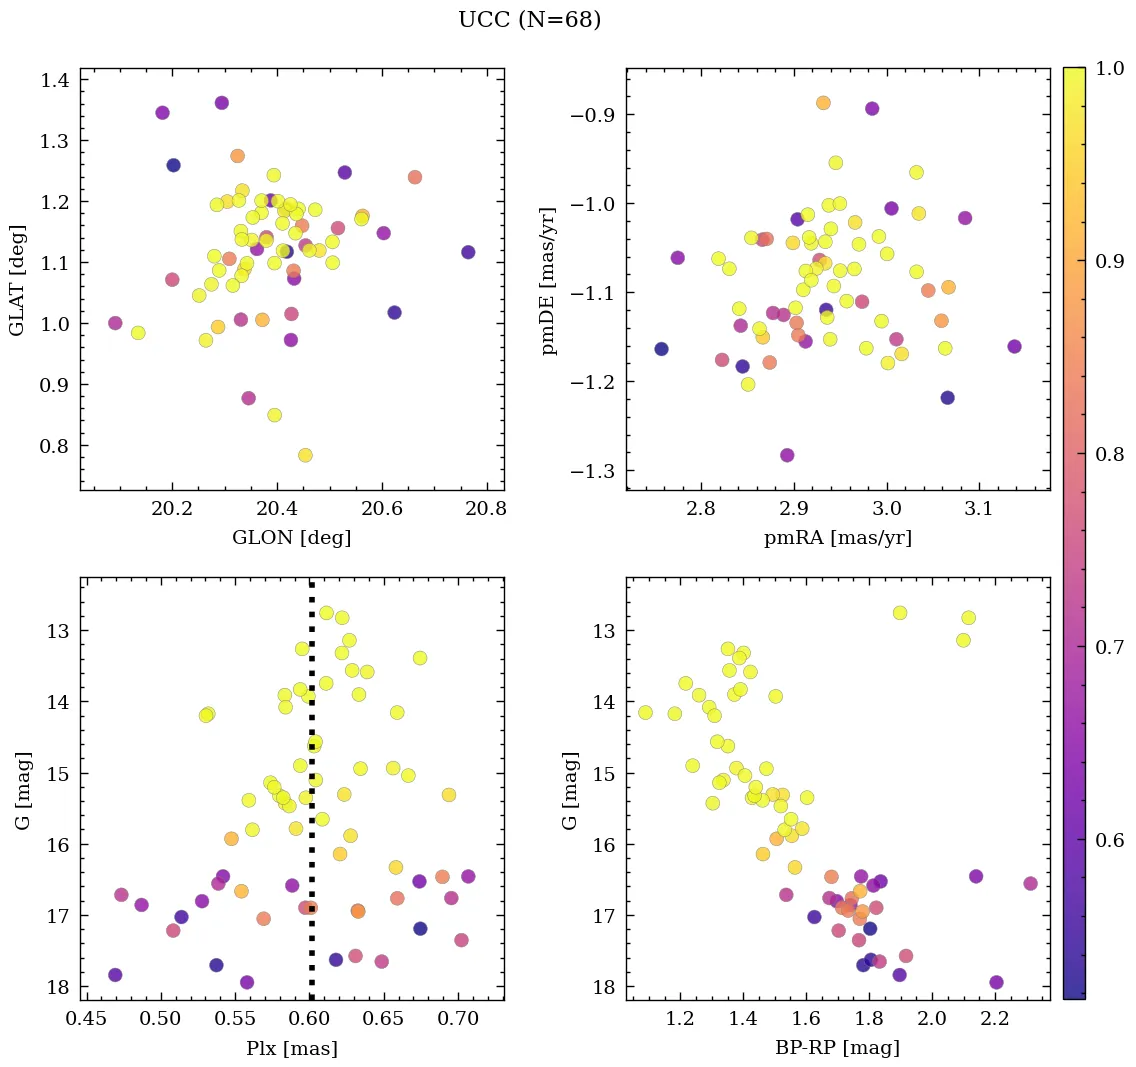 UCC (N=68)
1.4
1.3
1.2
1.1
1.0
0.9
0.8
GLAT [deg]
20.2 20.4 20.6 20.8
GLON [deg]
−0.9
−1.0
−1.1
−1.2
−1.3
pmDE [mas/yr]
2.8 2.9 3.0 3.1
pmRA [mas/yr]
1.0
0.9
0.8
0.7
0.6
13
14
15
16
17
18
G [mag]
0.45 0.50 0.55 0.60 0.65 0.70
Plx [mas]
13
14
15
16
17
18
G [mag]
1.2 1.4 1.6 1.8 2.0 2.2
BP-RP [mag]